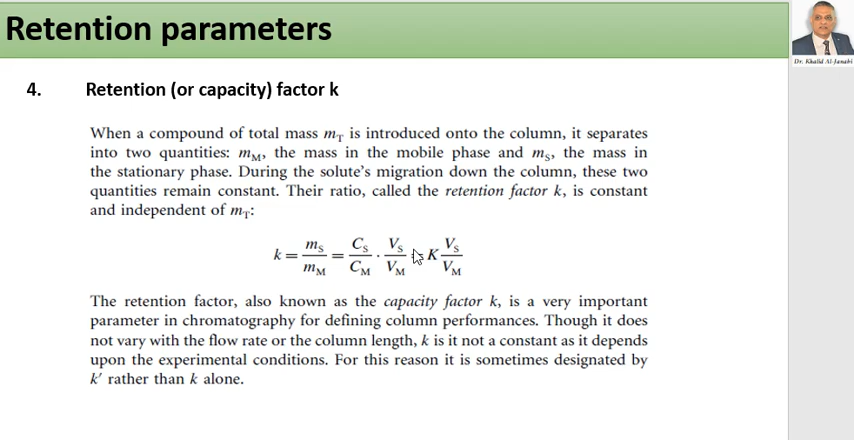 Retention parameters
Dr. Khalid Al-Janabi
4. Retention (or capacity) factor k
When a compound of total mass m_T is introduced onto the column, it separates
into two quantities: m_M, the mass in the mobile phase and m_S, the mass in
the stationary phase. During the solute's migration down the column, these two
quantities remain constant. Their ratio, called the retention factor k, is constant
and independent of m_T:
k = m_S/m_M = C_S/C_M · V_S/V_M = K V_S/V_M
The retention factor, also known as the capacity factor k, is a very important
parameter in chromatography for defining column performances. Though it does
not vary with the flow rate or the column length, k is it not a constant as it depends
upon the experimental conditions. For this reason it is sometimes designated by
k′ rather than k alone.